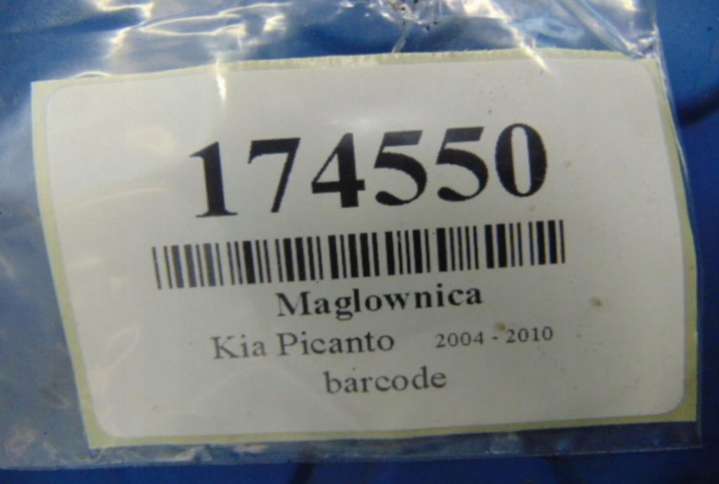 174550
Maglownica
Kia Picanto 2004 - 2010
barcode